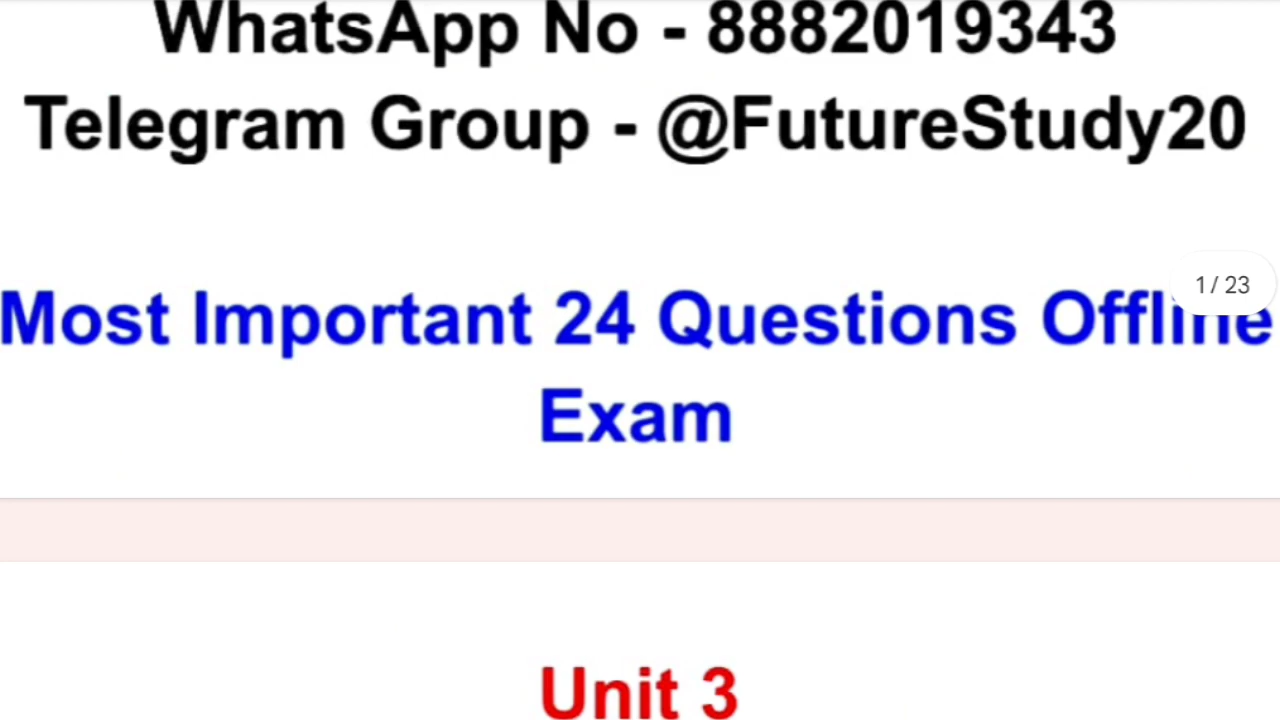 WhatsApp No - 8882019343
Telegram Group - @FutureStudy20
Most Important 24 Questions Offline
1 / 23
Exam
Unit 3